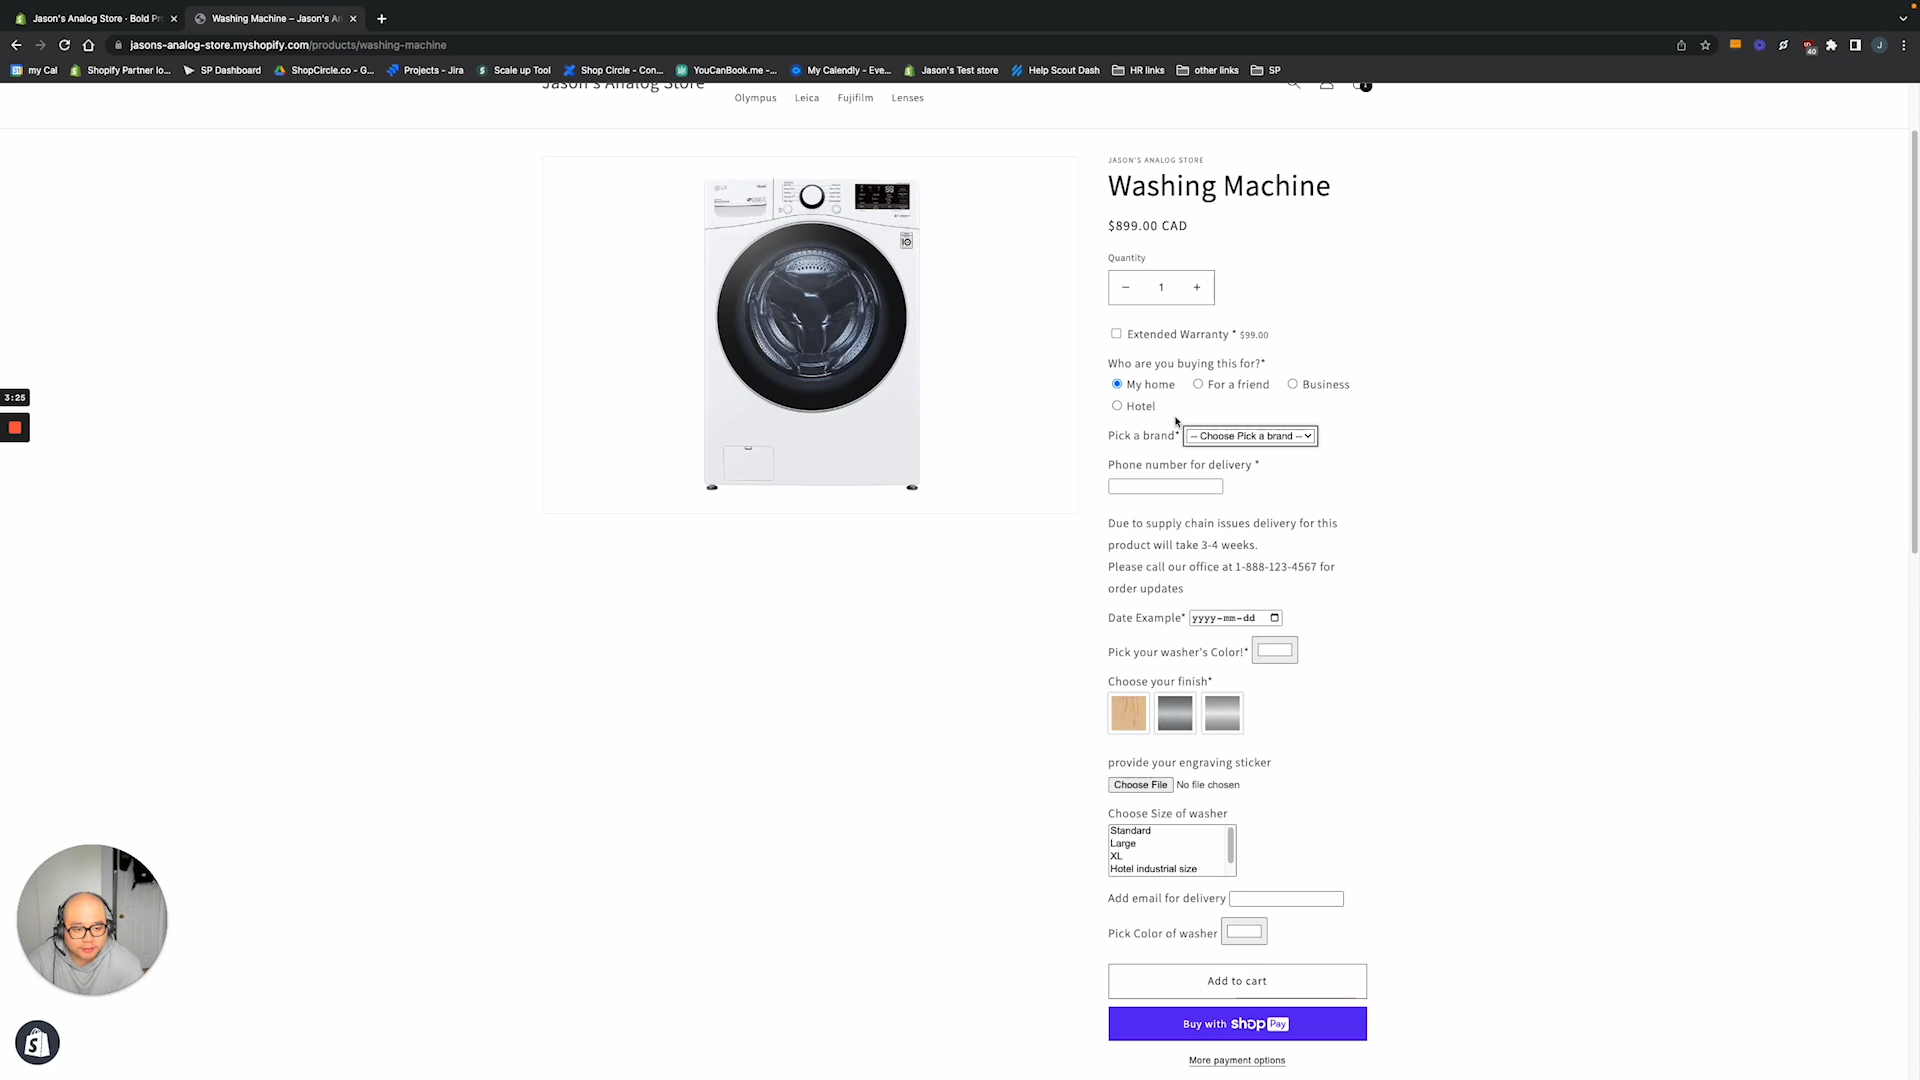 Jason's Analog Store · Bold Pr
Washing Machine – Jason's An
jasons-analog-store.myshopify.com/products/washing-machine
my Cal
Shopify Partner lo...
SP Dashboard
ShopCircle.co - G...
Projects - Jira
Scale up Tool
Shop Circle - Con...
YouCanBook.me -...
My Calendly - Eve...
Jason's Test store
Help Scout Dash
HR links
other links
SP
40
J
Jason's Analog Store
Olympus Leica Fujifilm Lenses
1
JASON'S ANALOG STORE
Washing Machine
$899.00 CAD
Quantity
− 1 +
Extended Warranty * $99.00
Who are you buying this for?*
My home For a friend Business
Hotel
Pick a brand* -- Choose Pick a brand --
Phone number for delivery *
Due to supply chain issues delivery for this
product will take 3-4 weeks.
Please call our office at 1-888-123-4567 for
order updates
Date Example* yyyy-mm-dd
Pick your washer's Color!*
Choose your finish*
provide your engraving sticker
Choose File No file chosen
Choose Size of washer
Standard
Large
XL
Hotel industrial size
Add email for delivery
Pick Color of washer
Add to cart
Buy with shop Pay
More payment options
3:25
LG